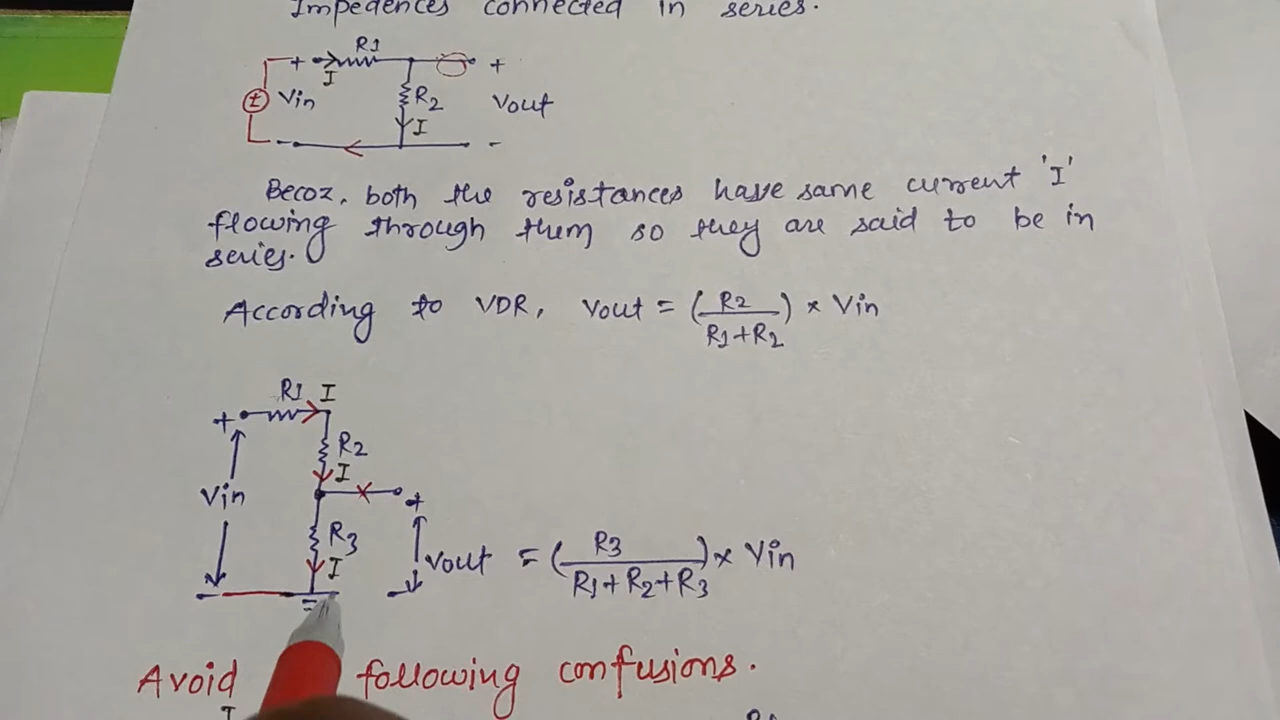 Impedences connected in series.
R1
+ I + 
± Vin R2 Vout
I
- -
Becoz, both the resistances have same current 'I'
flowing through them so they are said to be in
series.
According to VDR, Vout = (R2 / R1+R2) × Vin
R1 I
+
R2
I
Vin +
R3
I Vout = (R3 / R1+R2+R3) × Vin
- -
Avoid following confusions.
I